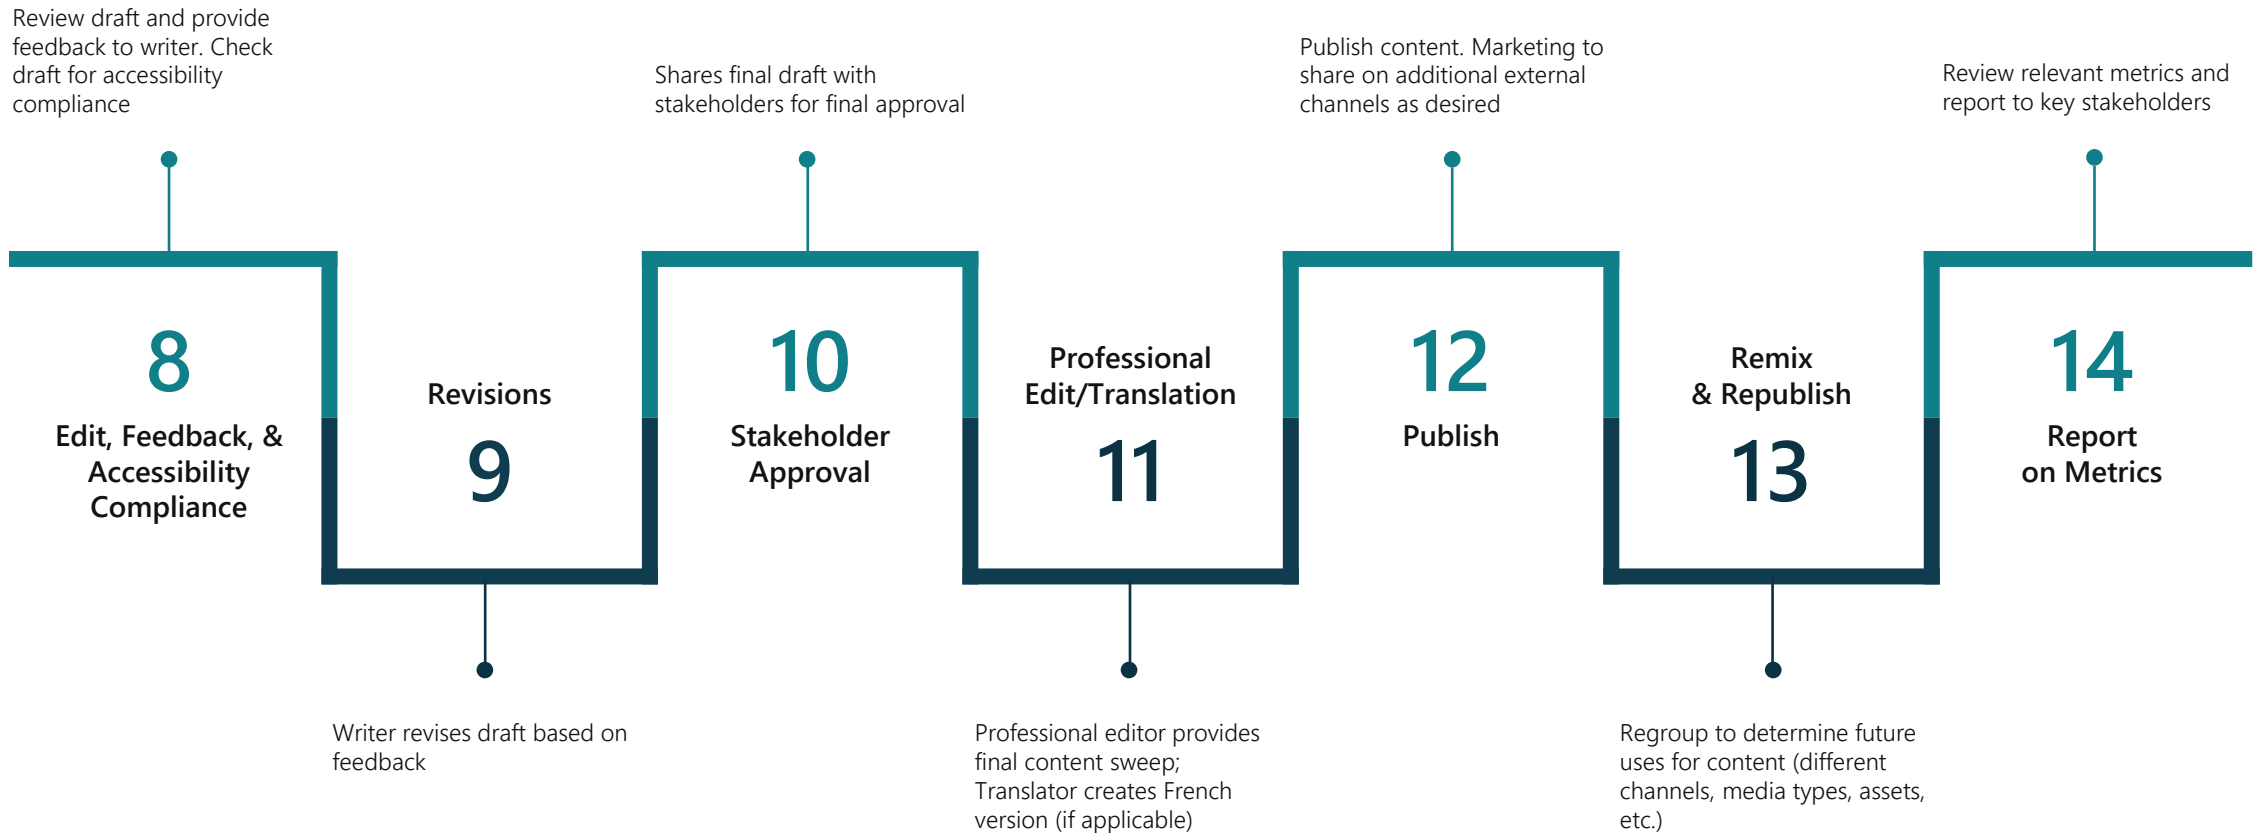 Review draft and provide
feedback to writer. Check
draft for accessibility
compliance
8
Edit, Feedback, &
Accessibility
Compliance
Revisions
9
Writer revises draft based on
feedback
Shares final draft with
stakeholders for final approval
10
Stakeholder
Approval
Professional
Edit/Translation
11
Professional editor provides
final content sweep;
Translator creates French
version (if applicable)
Publish content. Marketing to
share on additional external
channels as desired
12
Publish
Remix
& Republish
13
Regroup to determine future
uses for content (different
channels, media types, assets,
etc.)
Review relevant metrics and
report to key stakeholders
14
Report
on Metrics